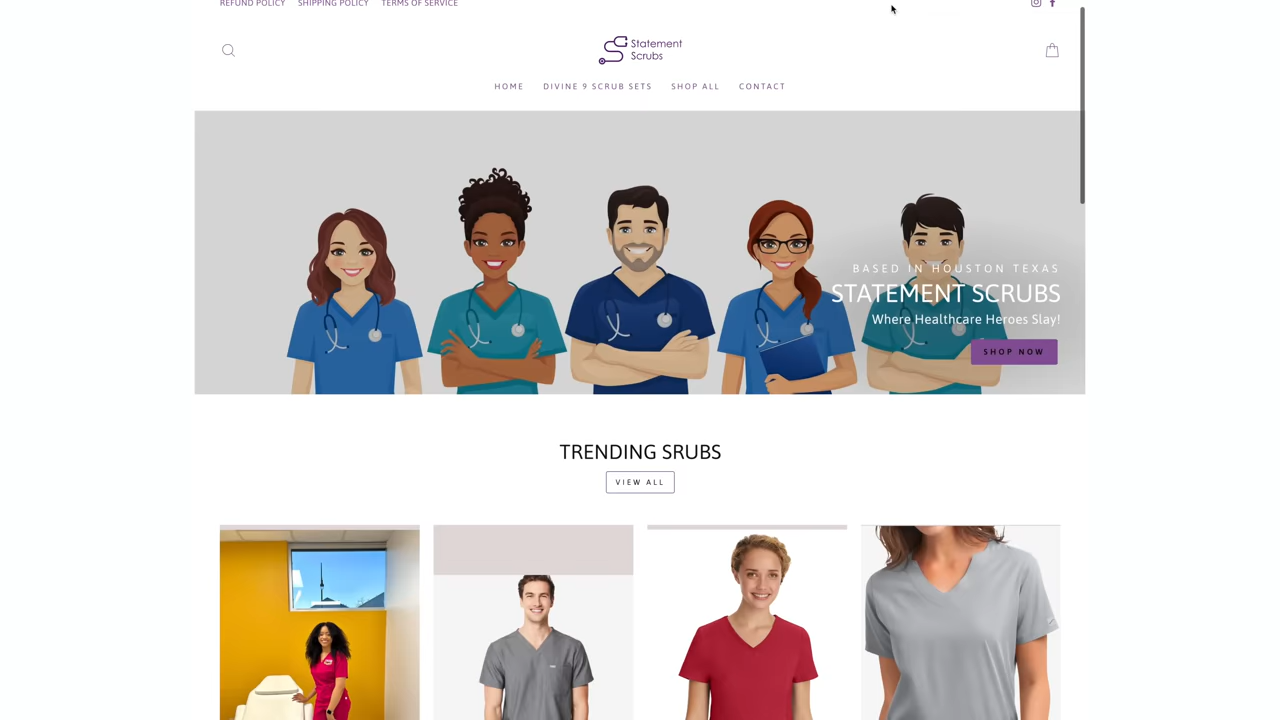 REFUND POLICY SHIPPING POLICY TERMS OF SERVICE
Statement
Scrubs
HOME DIVINE 9 SCRUB SETS SHOP ALL CONTACT
BASED IN HOUSTON TEXAS
STATEMENT SCRUBS
Where Healthcare Heroes Slay!
SHOP NOW
TRENDING SRUBS
VIEW ALL